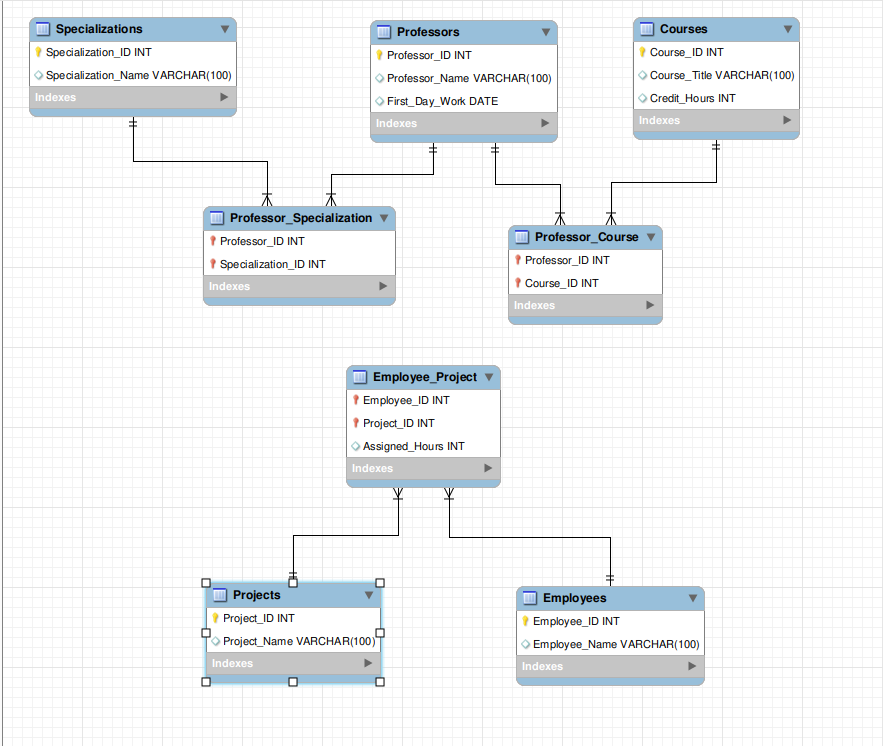 Specializations
Specialization_ID INT
Specialization_Name VARCHAR(100)
Indexes
Professors
Professor_ID INT
Professor_Name VARCHAR(100)
First_Day_Work DATE
Indexes
Courses
Course_ID INT
Course_Title VARCHAR(100)
Credit_Hours INT
Indexes
Professor_Specialization
Professor_ID INT
Specialization_ID INT
Indexes
Professor_Course
Professor_ID INT
Course_ID INT
Indexes
Employee_Project
Employee_ID INT
Project_ID INT
Assigned_Hours INT
Indexes
Projects
Project_ID INT
Project_Name VARCHAR(100)
Indexes
Employees
Employee_ID INT
Employee_Name VARCHAR(100)
Indexes